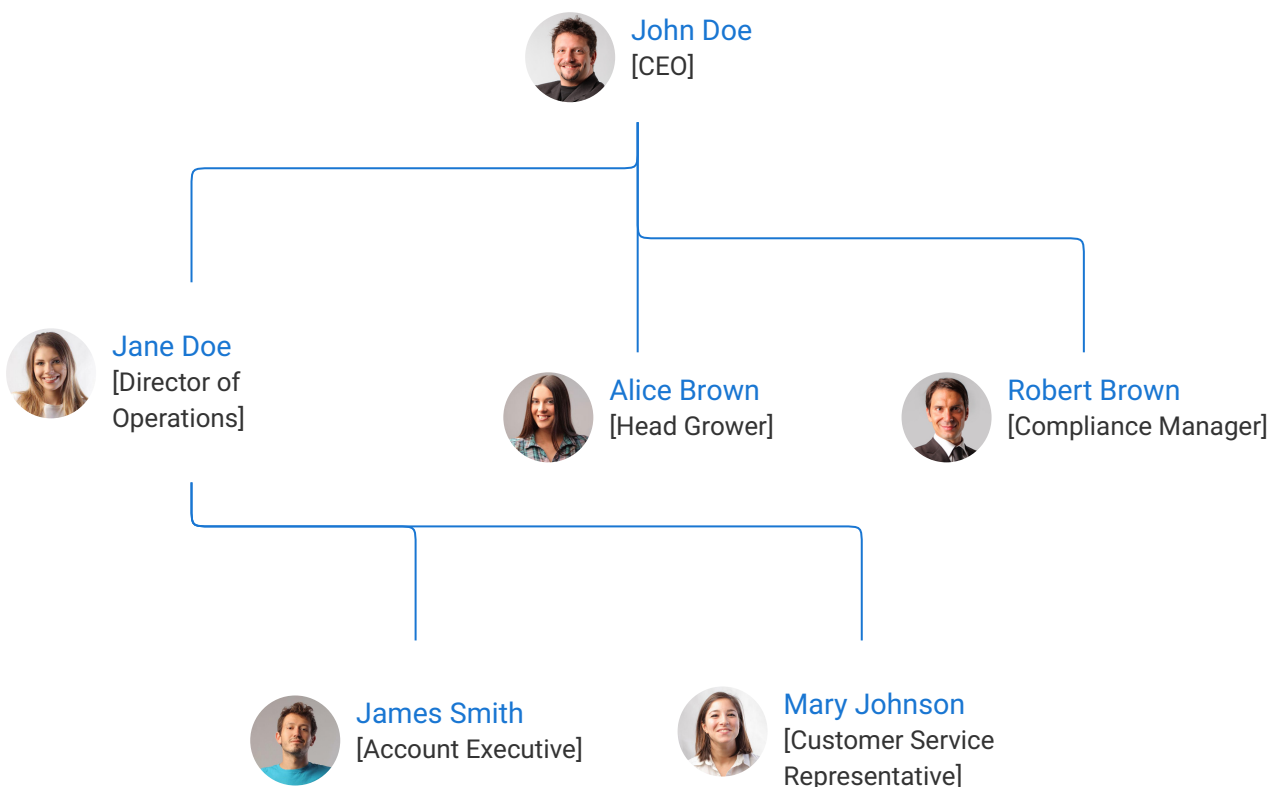 John Doe
[CEO]
Jane Doe
[Director of
Operations]
Alice Brown
[Head Grower]
Robert Brown
[Compliance Manager]
James Smith
[Account Executive]
Mary Johnson
[Customer Service
Representative]